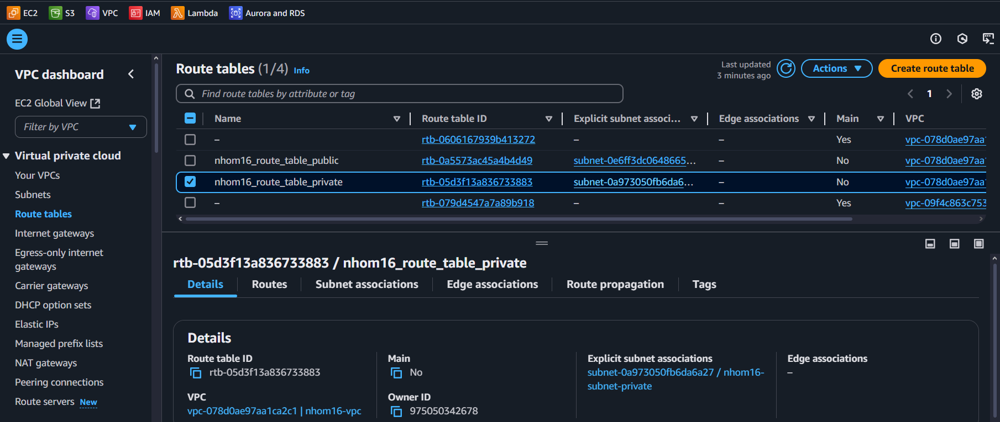 EC2 S3 VPC IAM Lambda Aurora and RDS
VPC dashboard
EC2 Global View
Filter by VPC
Virtual private cloud
Your VPCs
Subnets
Route tables
Internet gateways
Egress-only internet
gateways
Carrier gateways
DHCP option sets
Elastic IPs
Managed prefix lists
NAT gateways
Peering connections
Route servers New
Route tables (1/4) Info
Last updated
3 minutes ago
Actions
Create route table
Find route tables by attribute or tag
1
Name Route table ID Explicit subnet associ... Edge associations Main VPC
– rtb-0606167939b413272 – – Yes vpc-078d0ae97aa1
nhom16_route_table_public rtb-0a5573ac45a4b4d49 subnet-0e6ff3dc0648665... – No vpc-078d0ae97aa1
nhom16_route_table_private rtb-05d3f13a836733883 subnet-0a973050fb6da6... – No vpc-078d0ae97aa1
– rtb-079d4547a7a89b918 – – Yes vpc-09f4c863c753
rtb-05d3f13a836733883 / nhom16_route_table_private
Details Routes Subnet associations Edge associations Route propagation Tags
Details
Route table ID
rtb-05d3f13a836733883
Main
No
Explicit subnet associations
subnet-0a973050fb6da6a27 / nhom16-
subnet-private
Edge associations
–
VPC
vpc-078d0ae97aa1ca2c1 | nhom16-vpc
Owner ID
975050342678